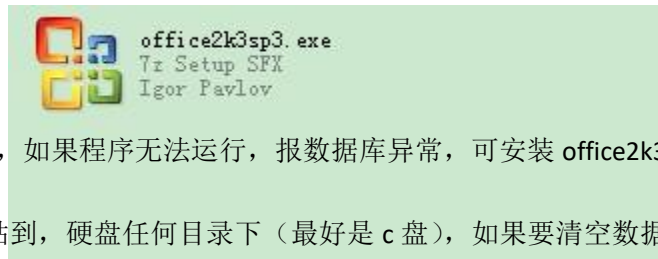 office2k3sp3.exe
7z Setup SFX
Igor Pavlov
，如果程序无法运行，报数据库异常，可安装 office2k3
到，硬盘任何目录下（最好是 c 盘），如果要清空数据